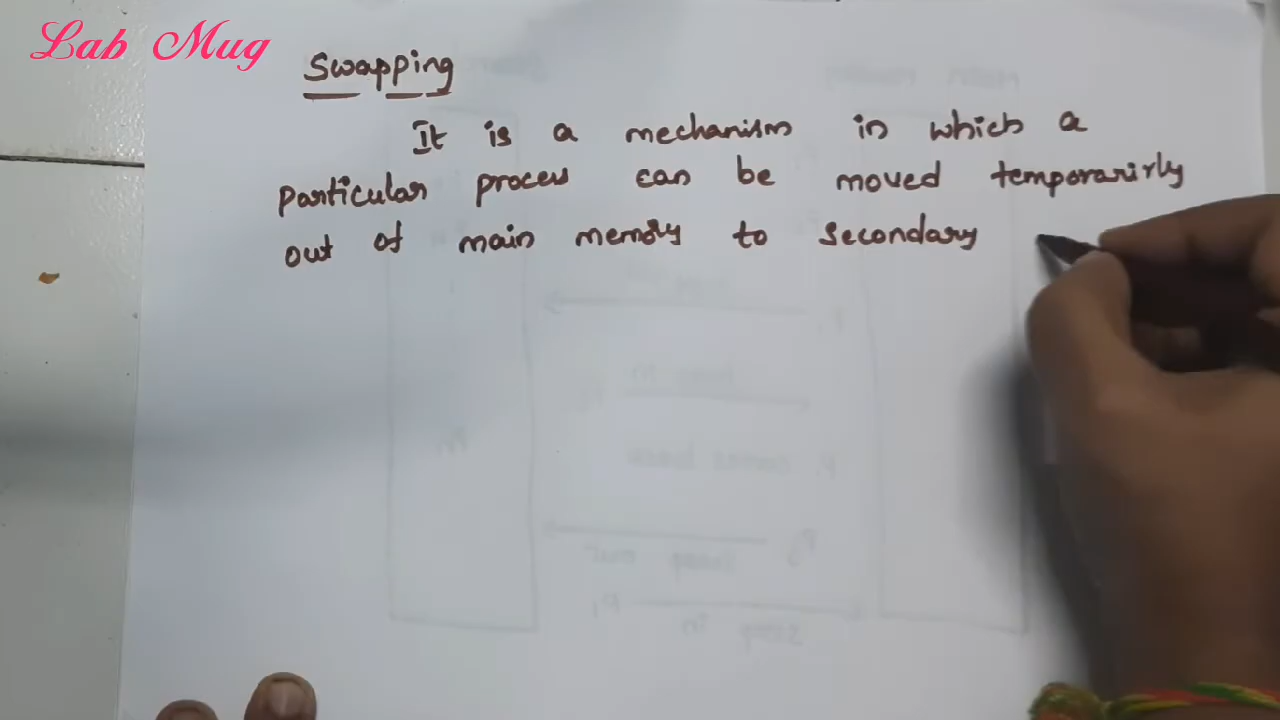 Lab Mug
Swapping
It is a mechanism in which a
particular process can be moved temporarirly
out of main memory to secondary